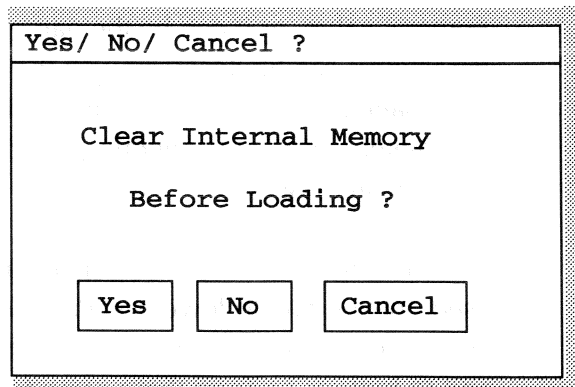 Yes/ No/ Cancel ?
Clear Internal Memory
Before Loading ?
Yes No Cancel